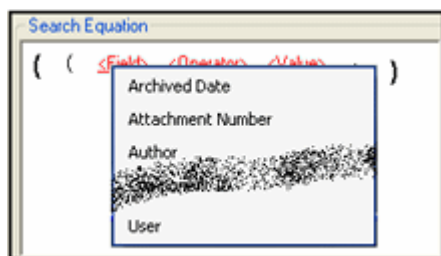 Search Equation
( ( <Field> <Operator> <Value> )
Archived Date
Attachment Number
Author
User